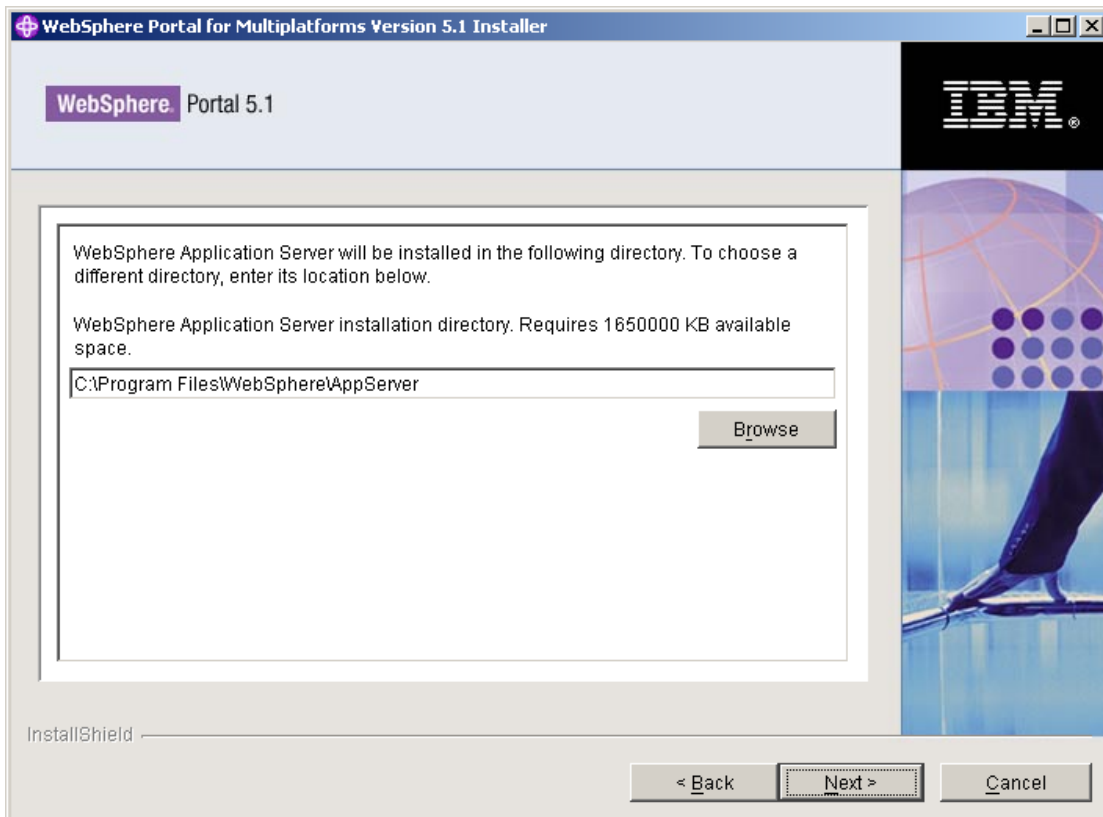 WebSphere Portal for Multiplatforms Version 5.1 Installer
WebSphere. Portal 5.1
IBM®
WebSphere Application Server will be installed in the following directory. To choose a
different directory, enter its location below.
WebSphere Application Server installation directory. Requires 1650000 KB available
space.
C:\Program Files\WebSphere\AppServer
Browse
InstallShield
< Back
Next >
Cancel